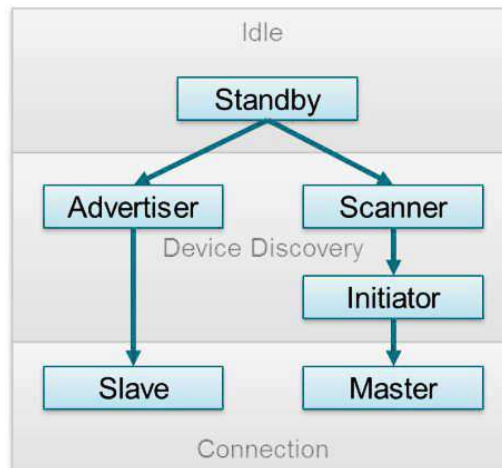 Idle
Standby
Advertiser
Scanner
Device Discovery
Initiator
Slave
Master
Connection